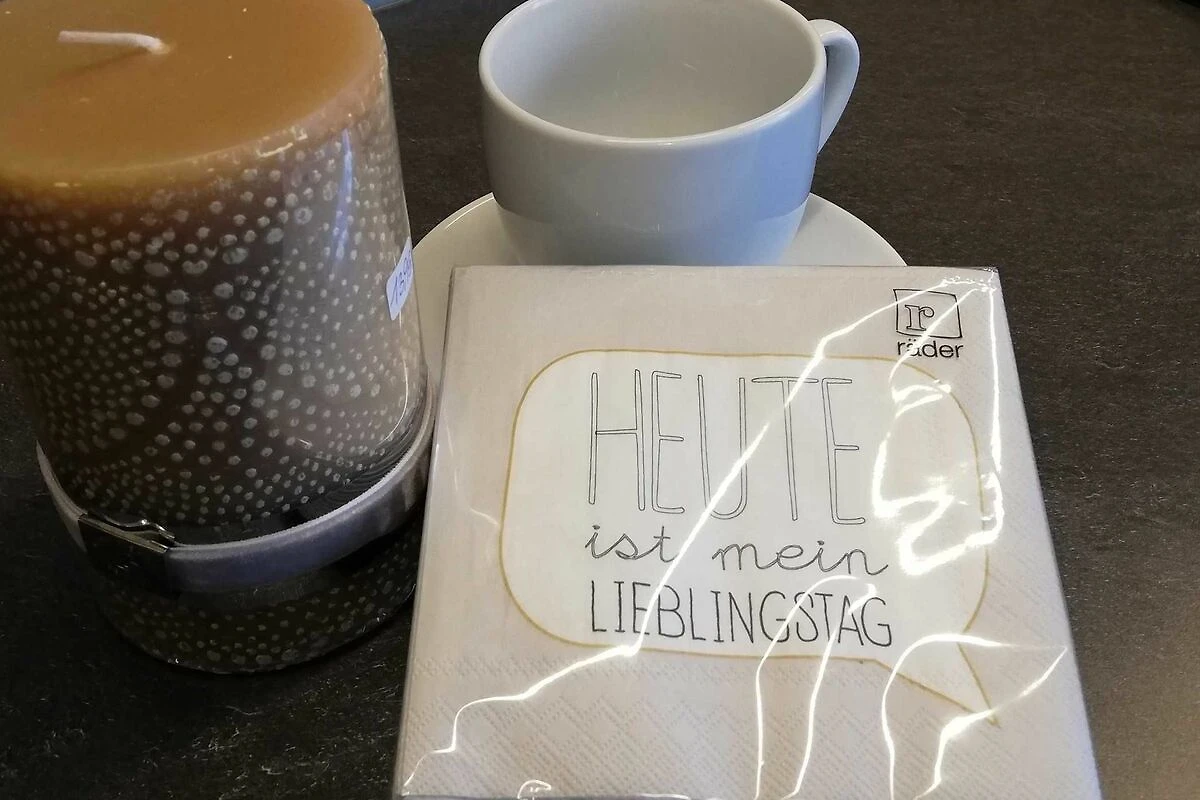 r
räder
HEUTE
ist mein
LIEBLINGSTAG